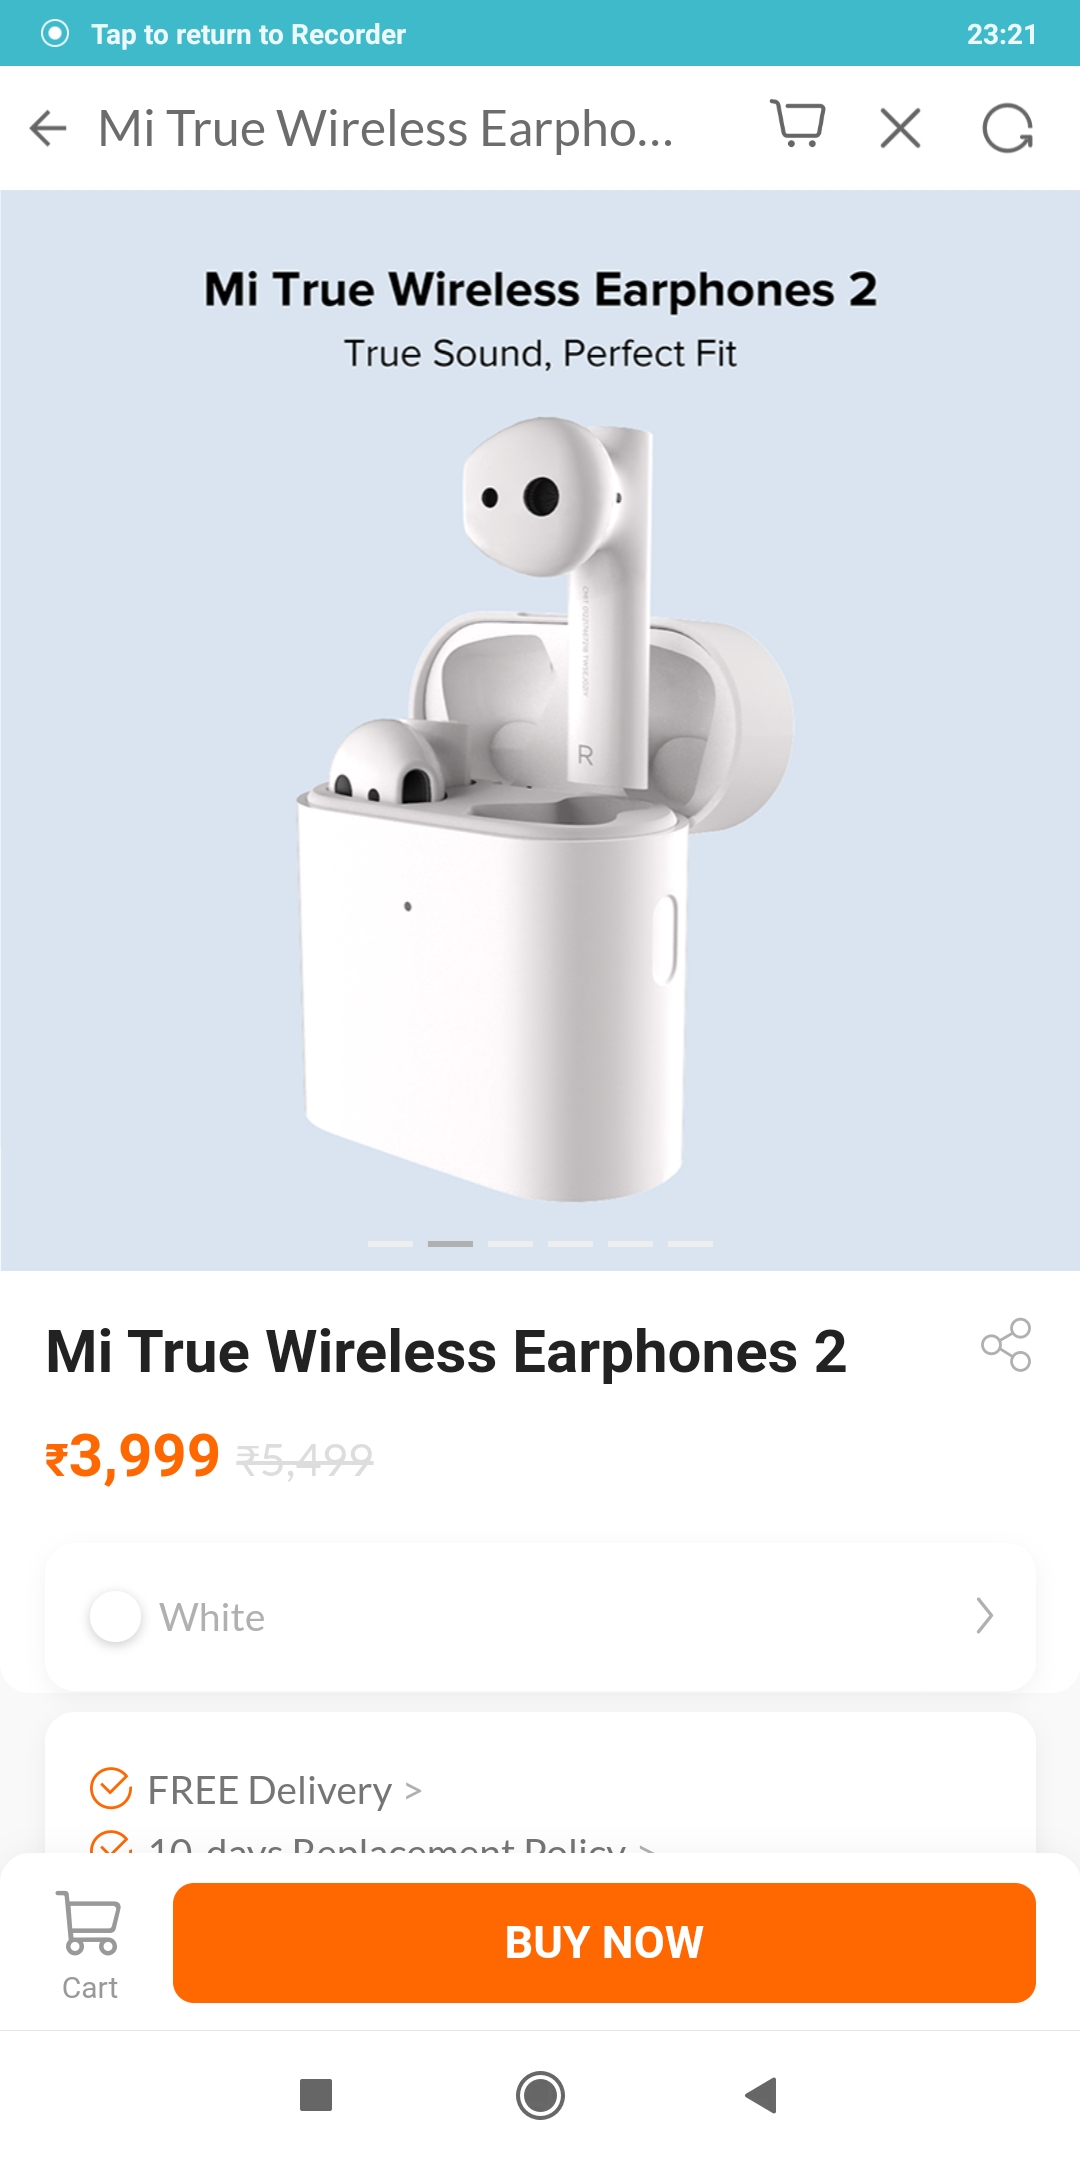 Tap to return to Recorder
23:21
Mi True Wireless Earpho...
Mi True Wireless Earphones 2
True Sound, Perfect Fit
R
Mi True Wireless Earphones 2
₹3,999 ₹5,499
White
FREE Delivery >
10-days Replacement Policy >
Cart
BUY NOW